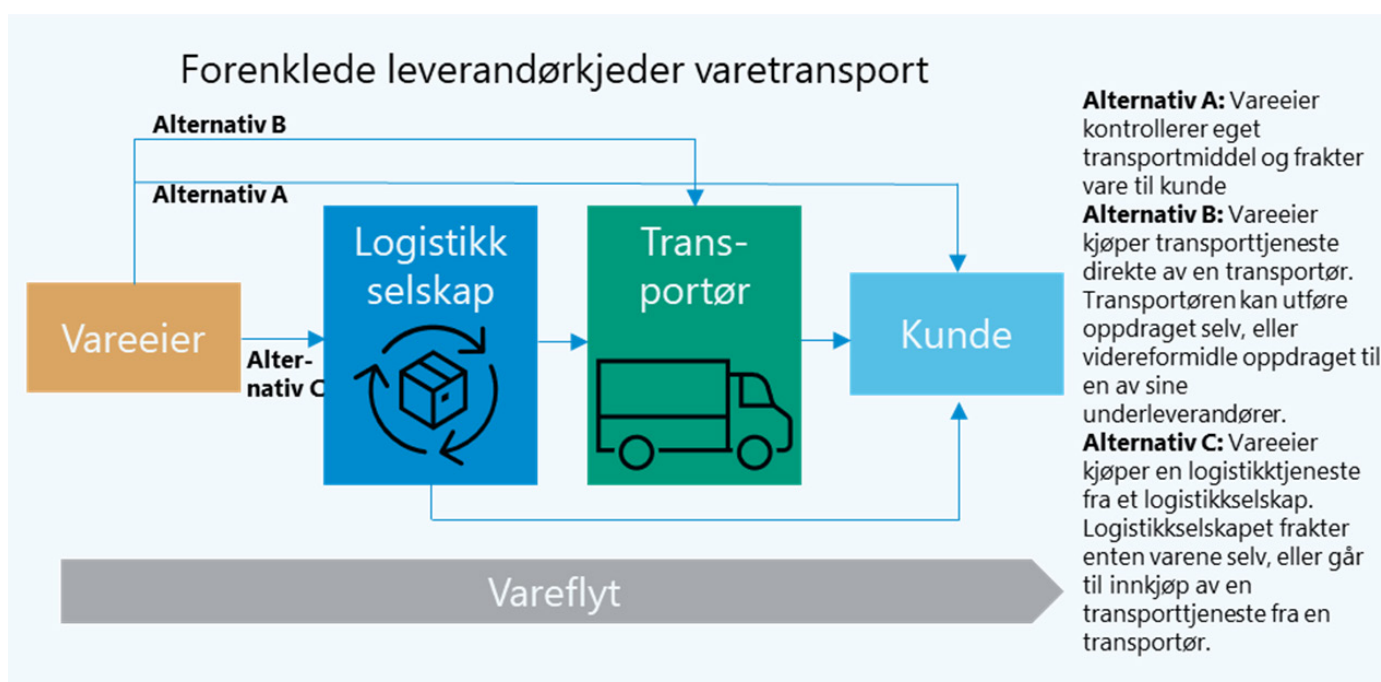 Forenklede leverandørkjeder varetransport
Alternativ B
Alternativ A
Vareeier
Alter-
nativ C
Logistikk
selskap
Trans-
portør
Kunde
Vareflyt
Alternativ A: Vareeier
kontrollerer eget
transportmiddel og frakter
vare til kunde
Alternativ B: Vareeier
kjøper transporttjeneste
direkte av en transportør.
Transportøren kan utføre
oppdraget selv, eller
videreformidle oppdraget til
en av sine
underleverandører.
Alternativ C: Vareeier
kjøper en logistikktjeneste
fra et logistikkselskap.
Logistikkselskapet frakter
enten varene selv, eller går
til innkjøp av en
transporttjeneste fra en
transportør.